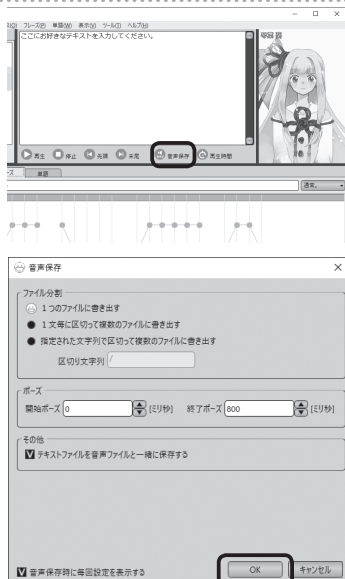 フレーズ(P) 単語(W) 表示(V) ツール(T) ヘルプ(H)
ここにお好きなテキストを入力してください。
再生 停止 先頭 末尾 音声保存 再生時間
単語
通常。
音声保存
ファイル分割
1つのファイルに書き出す
1文毎に区切って複数のファイルに書き出す
指定された文字列で区切って複数のファイルに書き出す
区切り文字列 /
ポーズ
開始ポーズ 0 [ミリ秒] 終了ポーズ 800 [ミリ秒]
その他
テキストファイルを音声ファイルと一緒に保存する
音声保存時に毎回設定を表示する
OK キャンセル